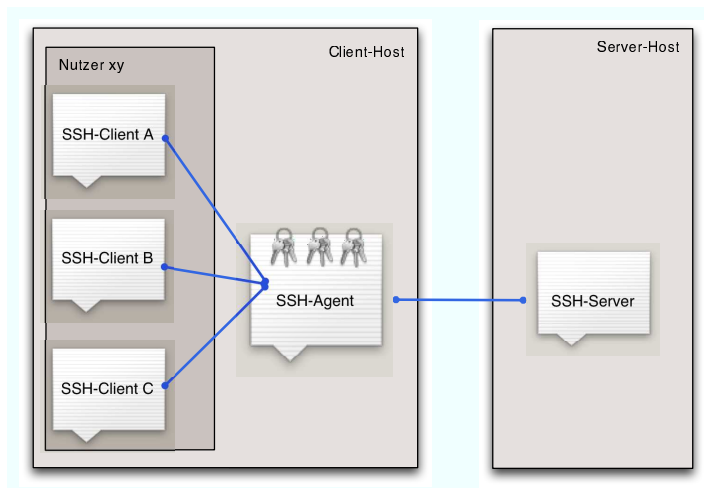 Client-Host
Server-Host
Nutzer xy
SSH-Client A
SSH-Client B
SSH-Agent
SSH-Server
SSH-Client C